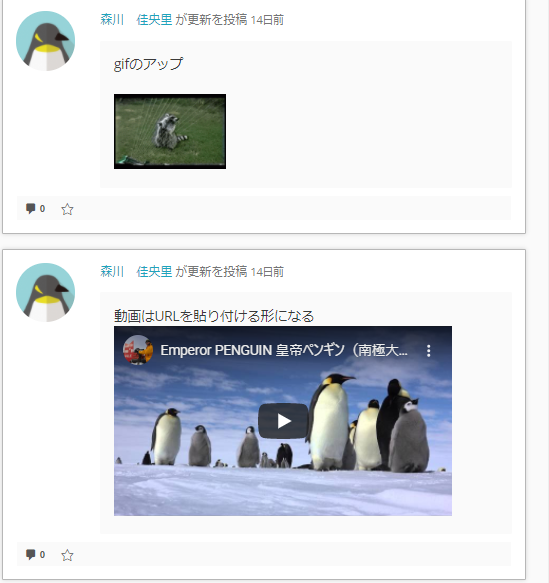 森川　佳央里 が更新を投稿 14日前
gifのアップ
0
森川　佳央里 が更新を投稿 14日前
動画はURLを貼り付ける形になる
Emperor PENGUIN 皇帝ペンギン（南極大...
0